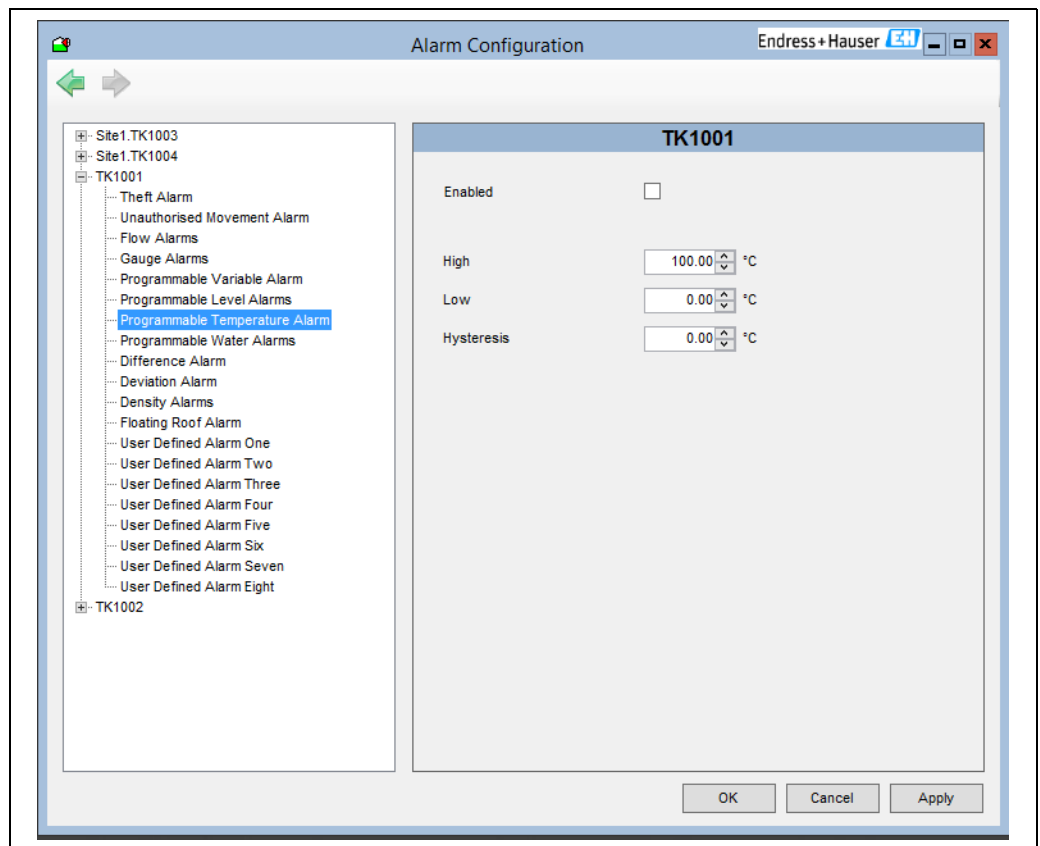 Alarm Configuration
Endress+Hauser EH
Site1.TK1003
Site1.TK1004
TK1001
Theft Alarm
Unauthorised Movement Alarm
Flow Alarms
Gauge Alarms
Programmable Variable Alarm
Programmable Level Alarms
Programmable Temperature Alarm
Programmable Water Alarms
Difference Alarm
Deviation Alarm
Density Alarms
Floating Roof Alarm
User Defined Alarm One
User Defined Alarm Two
User Defined Alarm Three
User Defined Alarm Four
User Defined Alarm Five
User Defined Alarm Six
User Defined Alarm Seven
User Defined Alarm Eight
TK1002
TK1001
Enabled
High 100.00 °C
Low 0.00 °C
Hysteresis 0.00 °C
OK Cancel Apply